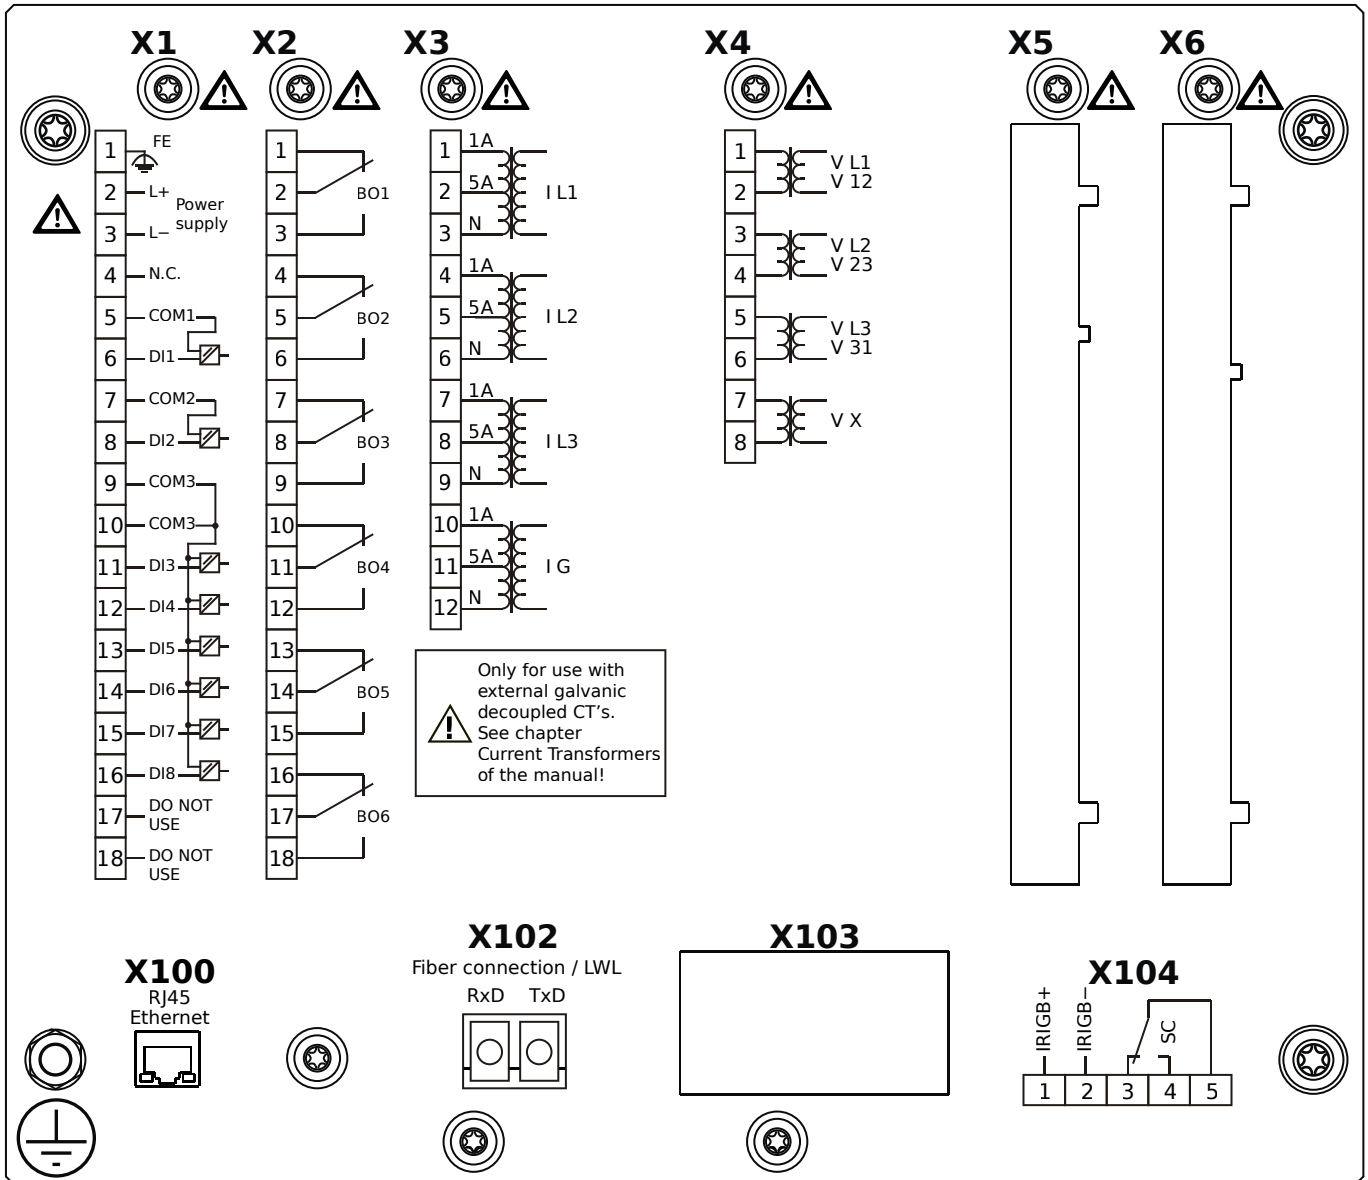 X1 X2 X3 X4 X5 X6
1 FE
2 L+ Power
3 L− supply
4 N.C.
5 COM1
6 DI1
7 COM2
8 DI2
9 COM3
10 COM3
11 DI3
12 DI4
13 DI5
14 DI6
15 DI7
16 DI8
17 DO NOT
USE
18 DO NOT
USE
1
2 BO1
3
4
5 BO2
6
7
8 BO3
9
10
11 BO4
12
13
14 BO5
15
16
17 BO6
18
1 1A
2 5A I L1
3 N
4 1A
5 5A I L2
6 N
7 1A
8 5A I L3
9 N
10 1A
11 5A I G
12 N
Only for use with
external galvanic
decoupled CT's.
See chapter
Current Transformers
of the manual!
1 V L1
2 V 12
3 V L2
4 V 23
5 V L3
6 V 31
7 V X
8
X100
RJ45
Ethernet
X102
Fiber connection / LWL
RxD TxD
X103
X104
IRIGB+ IRIGB− SC
1 2 3 4 5